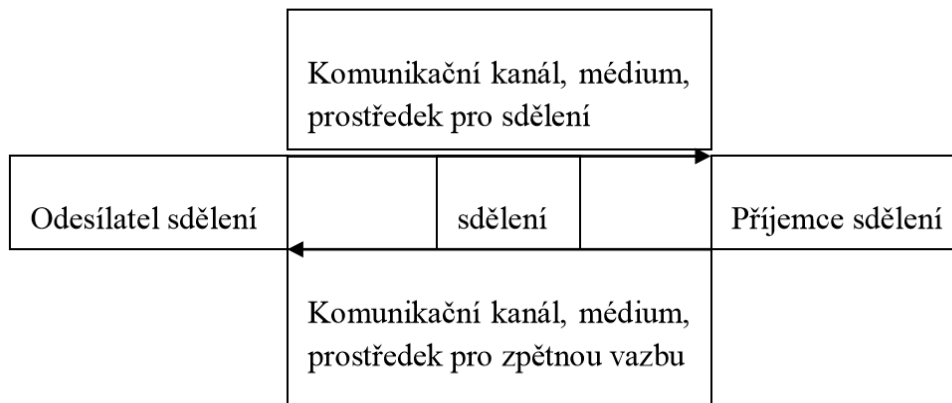 Komunikační kanál, médium,
prostředek pro sdělení
Odesílatel sdělení
sdělení
Příjemce sdělení
Komunikační kanál, médium,
prostředek pro zpětnou vazbu